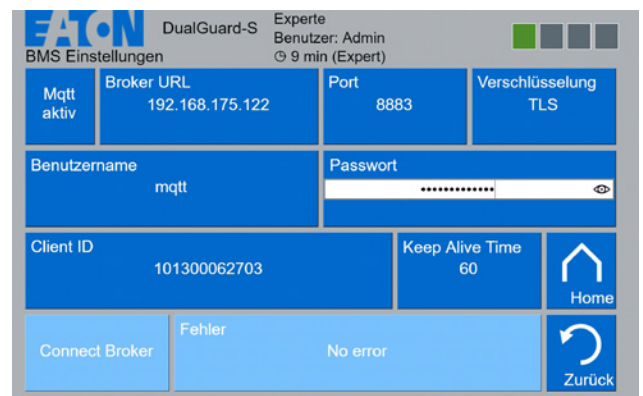 EATON DualGuard-S Experte
Benutzer: Admin
BMS Einstellungen 9 min (Expert)
Mqtt aktiv
Broker URL
192.168.175.122
Port
8883
Verschlüsselung
TLS
Benutzername
mqtt
Passwort
•••••••••••••
Client ID
101300062703
Keep Alive Time
60
Home
Connect Broker
Fehler
No error
Zurück